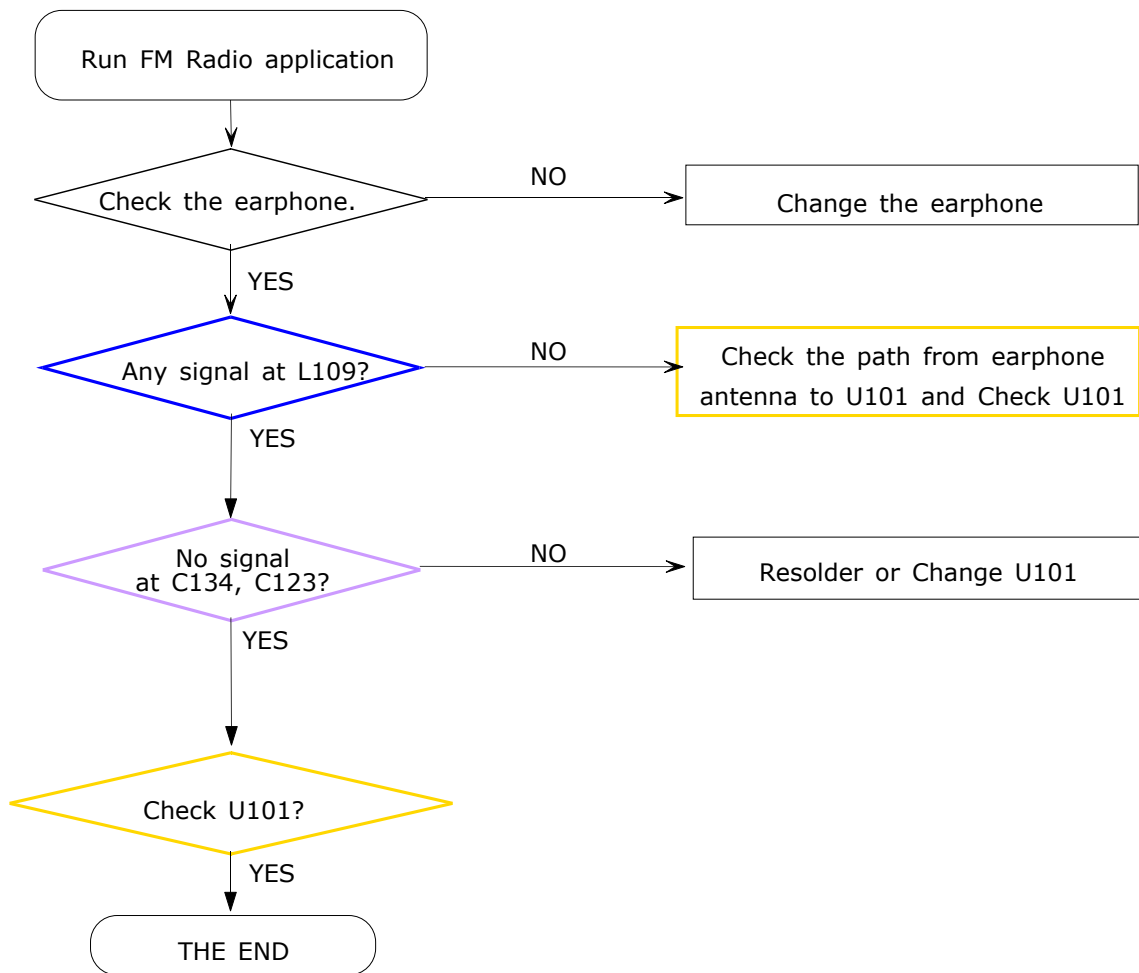 Run FM Radio application
Check the earphone.
NO
Change the earphone
YES
Any signal at L109?
NO
Check the path from earphone
antenna to U101 and Check U101
YES
No signal
at C134, C123?
NO
Resolder or Change U101
YES
Check U101?
YES
THE END